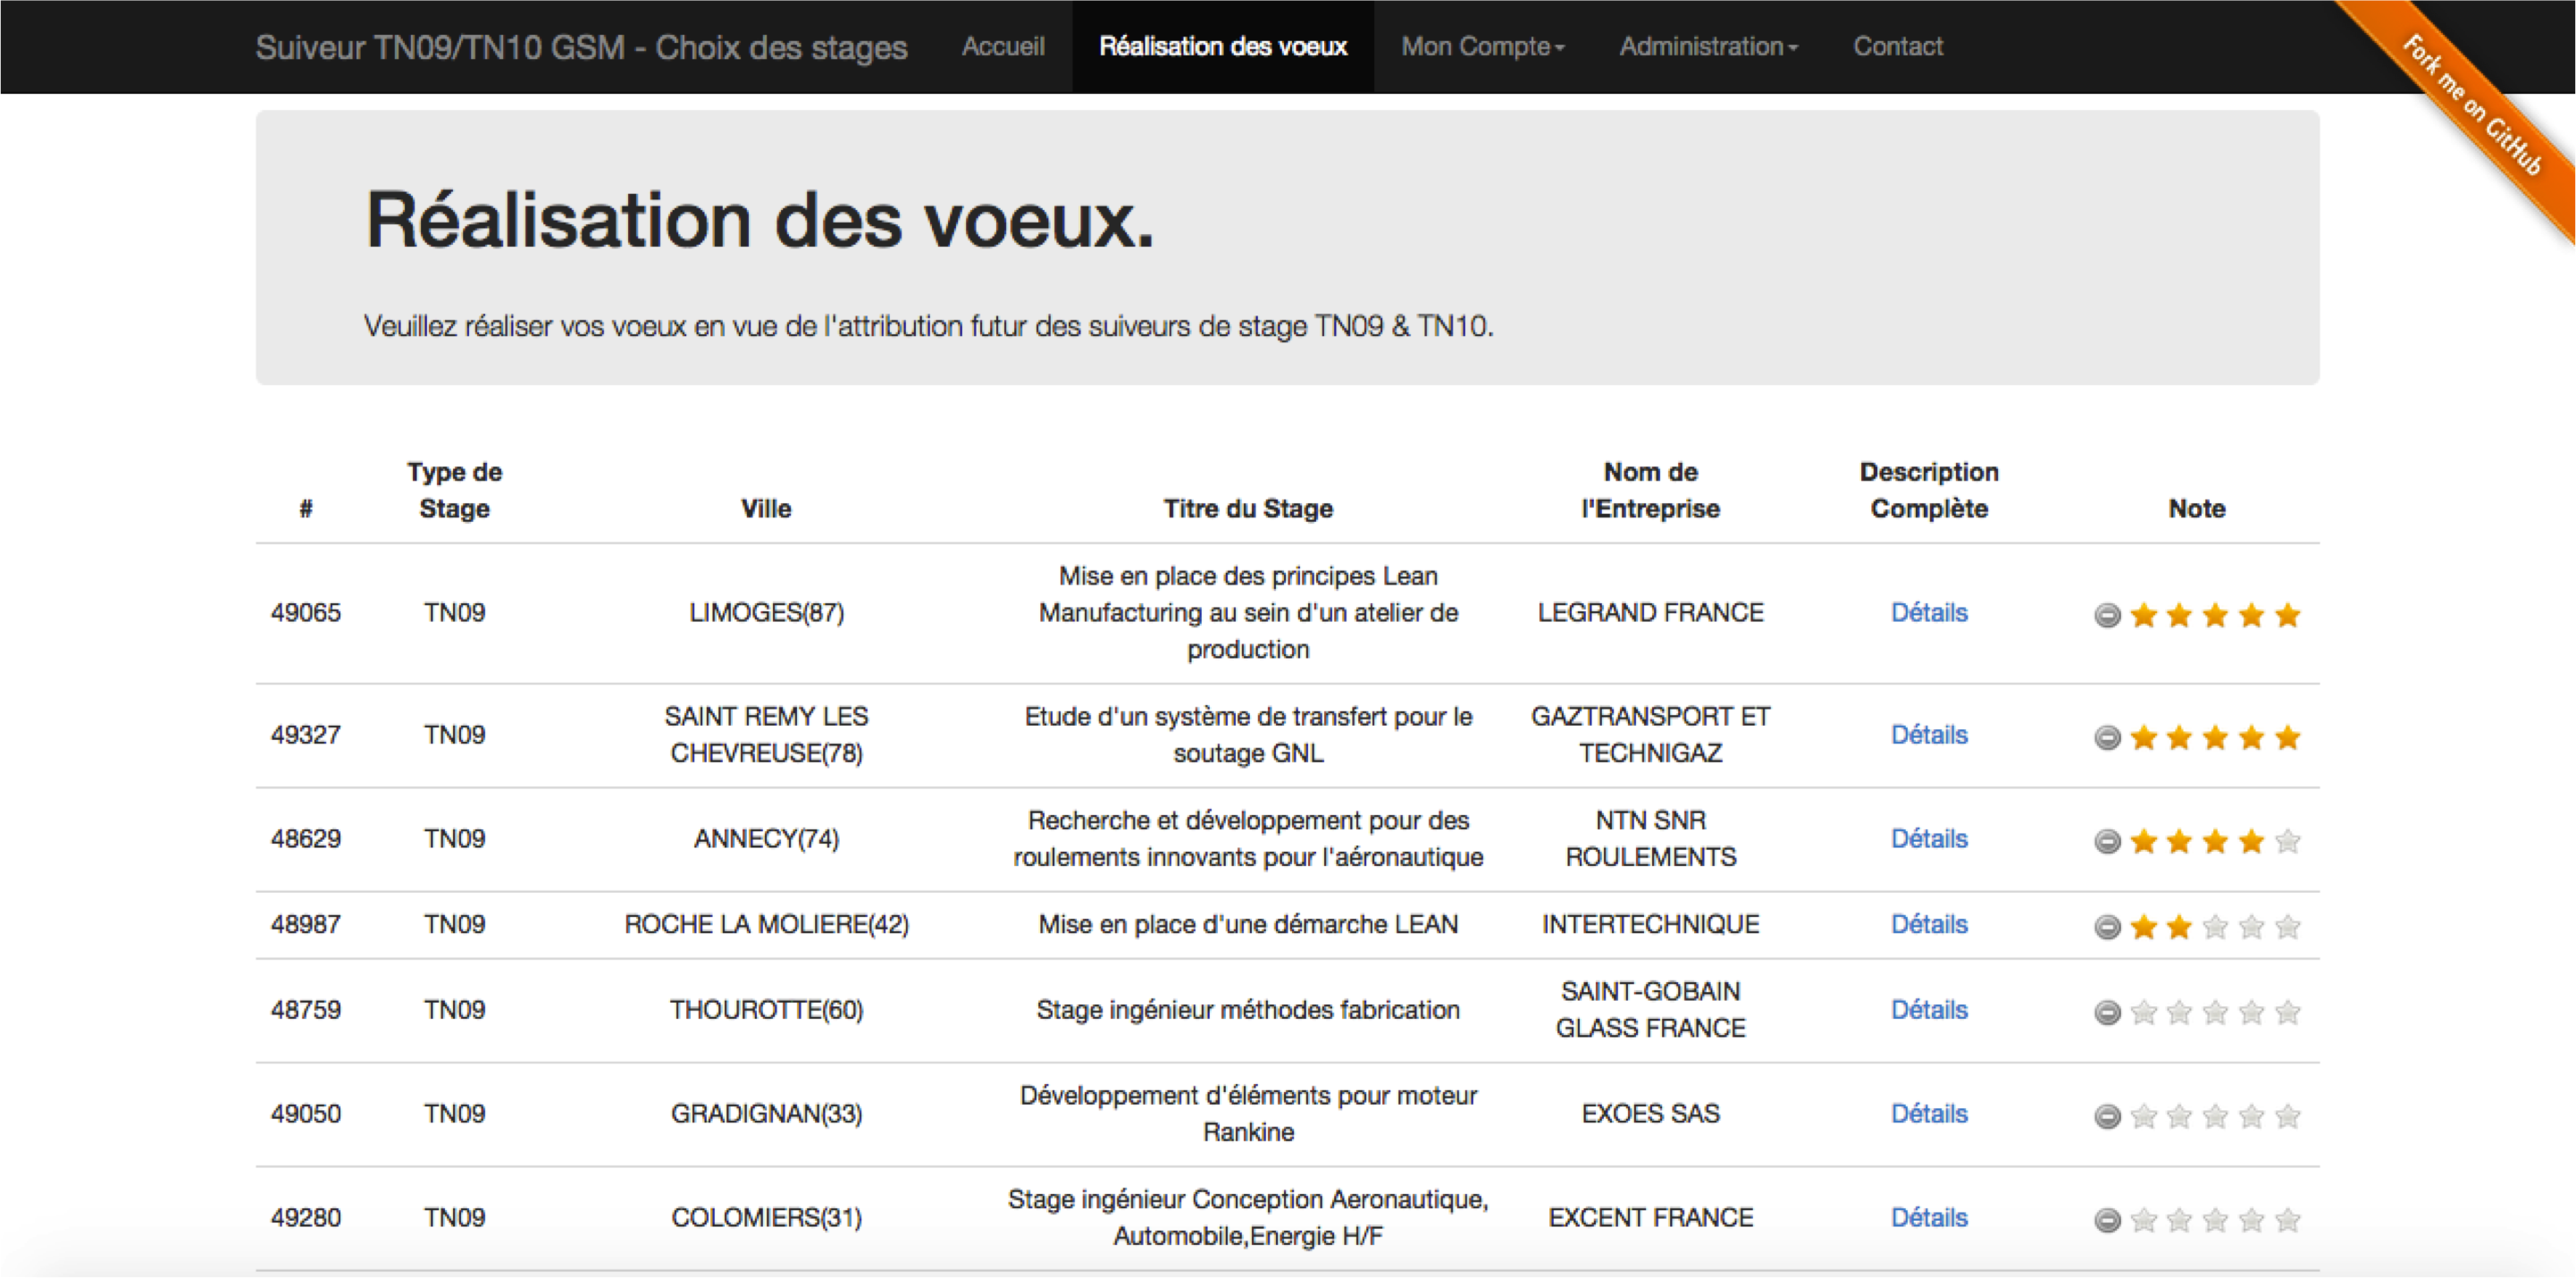 Suiveur TN09/TN10 GSM - Choix des stages Accueil Réalisation des voeux Mon Compte Administration Contact
Fork me on GitHub
Réalisation des voeux.
Veuillez réaliser vos voeux en vue de l'attribution futur des suiveurs de stage TN09 & TN10.
Type de Nom de Description
# Stage Ville Titre du Stage l'Entreprise Complète Note
Mise en place des principes Lean
49065 TN09 LIMOGES(87) Manufacturing au sein d'un atelier de LEGRAND FRANCE Détails
production
SAINT REMY LES Etude d'un système de transfert pour le GAZTRANSPORT ET
49327 TN09 Détails
CHEVREUSE(78) soutage GNL TECHNIGAZ
Recherche et développement pour des NTN SNR
48629 TN09 ANNECY(74) Détails
roulements innovants pour l'aéronautique ROULEMENTS
48987 TN09 ROCHE LA MOLIERE(42) Mise en place d'une démarche LEAN INTERTECHNIQUE Détails
SAINT-GOBAIN
48759 TN09 THOUROTTE(60) Stage ingénieur méthodes fabrication Détails
GLASS FRANCE
Développement d'éléments pour moteur
49050 TN09 GRADIGNAN(33) EXOES SAS Détails
Rankine
Stage ingénieur Conception Aeronautique,
49280 TN09 COLOMIERS(31) EXCENT FRANCE Détails
Automobile,Energie H/F